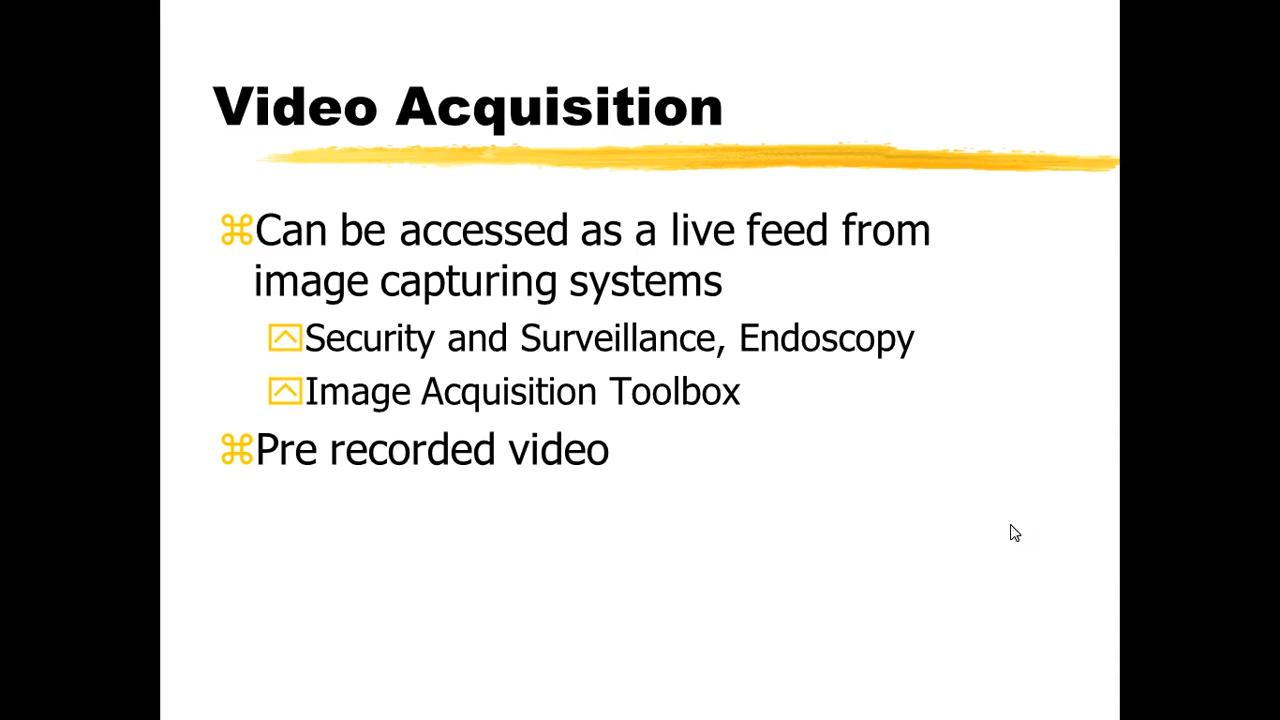 Video Acquisition
⌘Can be accessed as a live feed from
image capturing systems
Security and Surveillance, Endoscopy
Image Acquisition Toolbox
⌘Pre recorded video